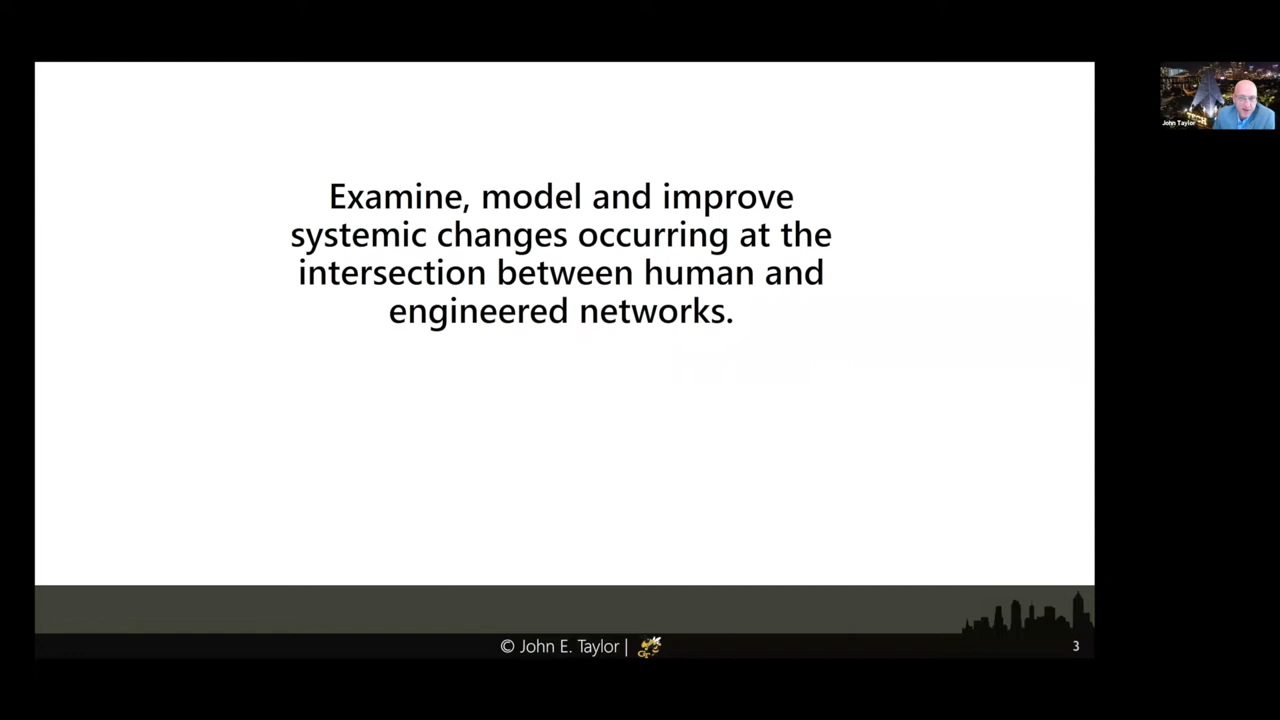 Examine, model and improve
systemic changes occurring at the
intersection between human and
engineered networks.
© John E. Taylor |
3
John Taylor
TECH